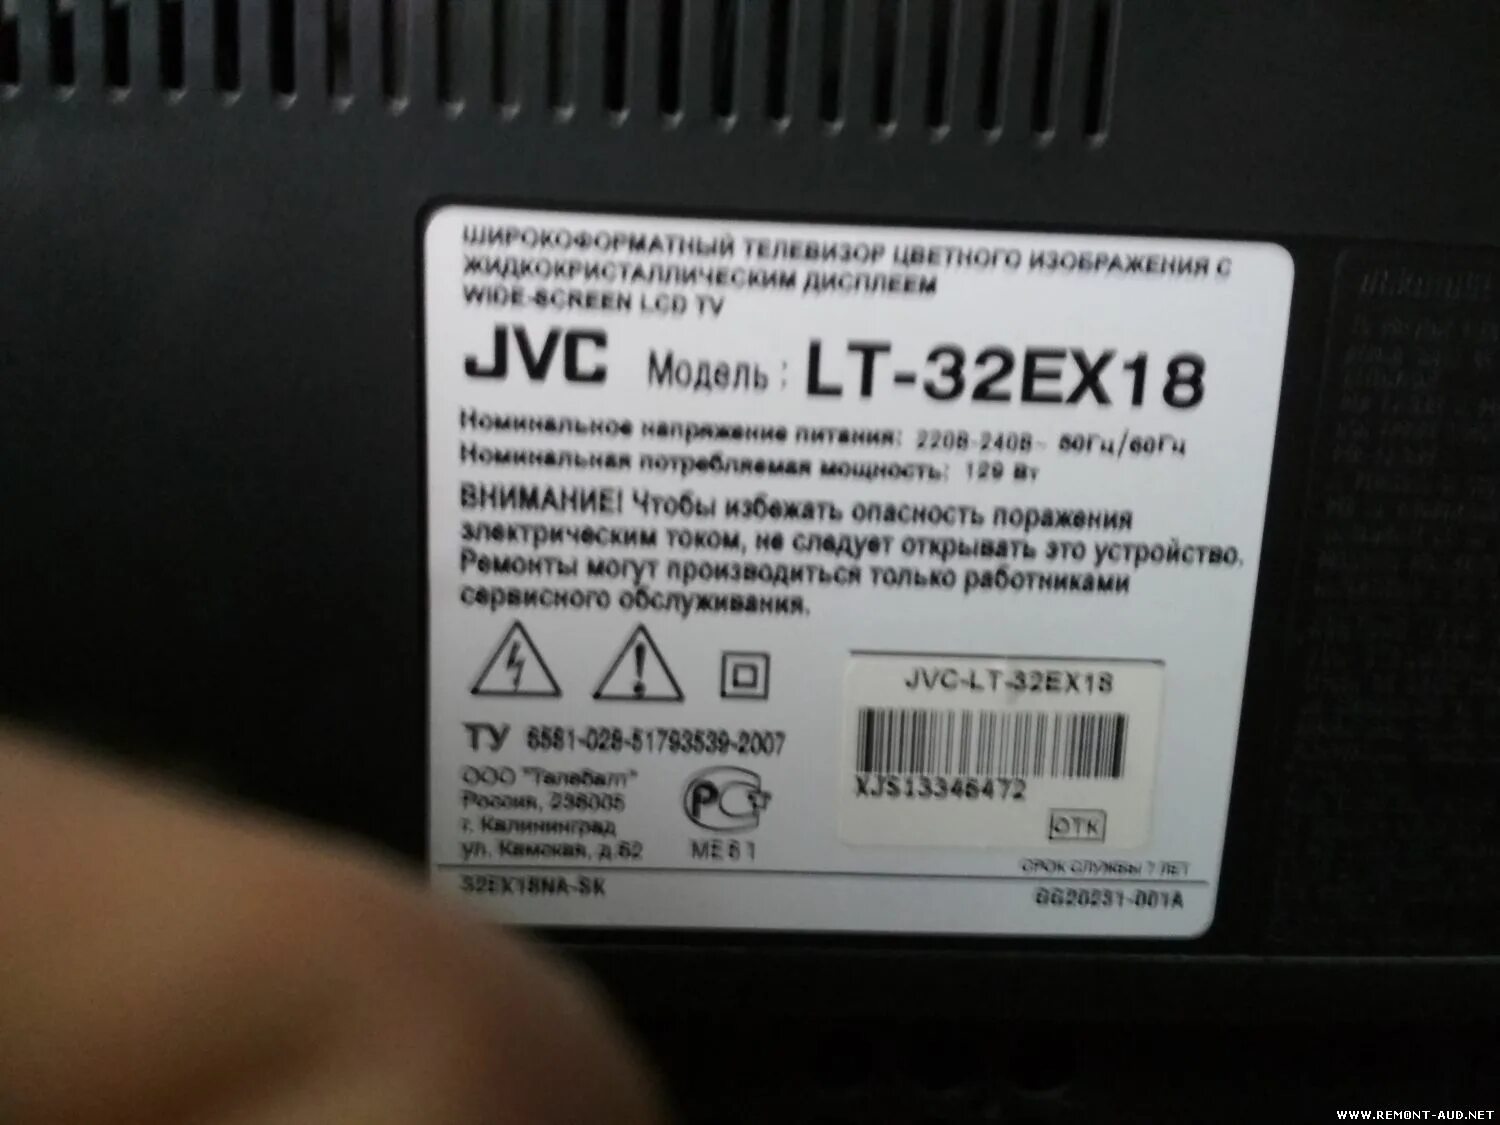 ШИРОКОФОРМАТНЫЙ ТЕЛЕВИЗОР ЦВЕТНОГО ИЗОБРАЖЕНИЯ С
ЖИДКОКРИСТАЛЛИЧЕСКИМ ДИСПЛЕЕМ
WIDE-SCREEN LCD TV
JVC Модель : LT-32EX18
Номинальное напряжение питания: 220В-240В~ 50Гц/60Гц
Номинальная потребляемая мощность: 129 Вт
ВНИМАНИЕ! Чтобы избежать опасность поражения
электрическим током, не следует открывать это устройство.
Ремонты могут производиться только работниками
сервисного обслуживания.
JVC-LT-32EX18
XJS13346472
ОТК
ТУ 6581-028-51793539-2007
ООО "Телебалт"
Россия, 236005
г. Калининград
ул. Камская, д.62
РСТ
МЕ61
СРОК СЛУЖБЫ 7 ЛЕТ
32EX18NA-SK
GG20231-001A
WWW.REMONT-AUD.NET